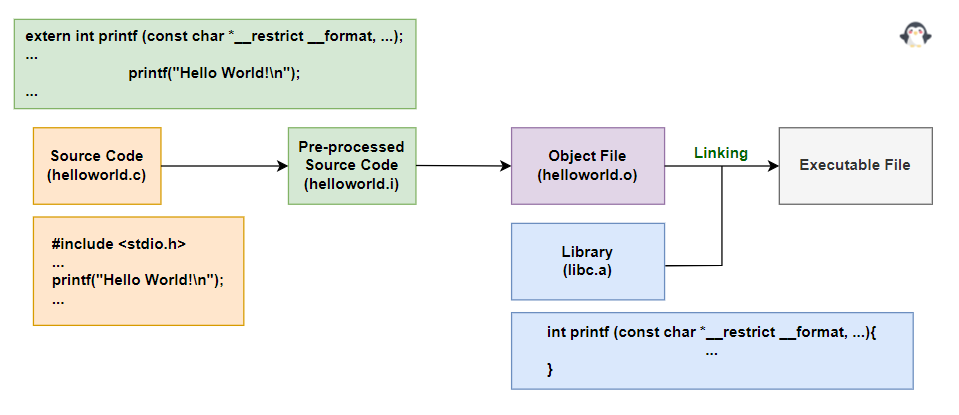 extern int printf (const char *__restrict __format, ...);
...
printf("Hello World!\n");
...
Source Code
(helloworld.c)
Pre-processed
Source Code
(helloworld.i)
Object File
(helloworld.o)
Linking
Executable File
#include <stdio.h>
...
printf("Hello World!\n");
...
Library
(libc.a)
int printf (const char *__restrict __format, ...){
...
}